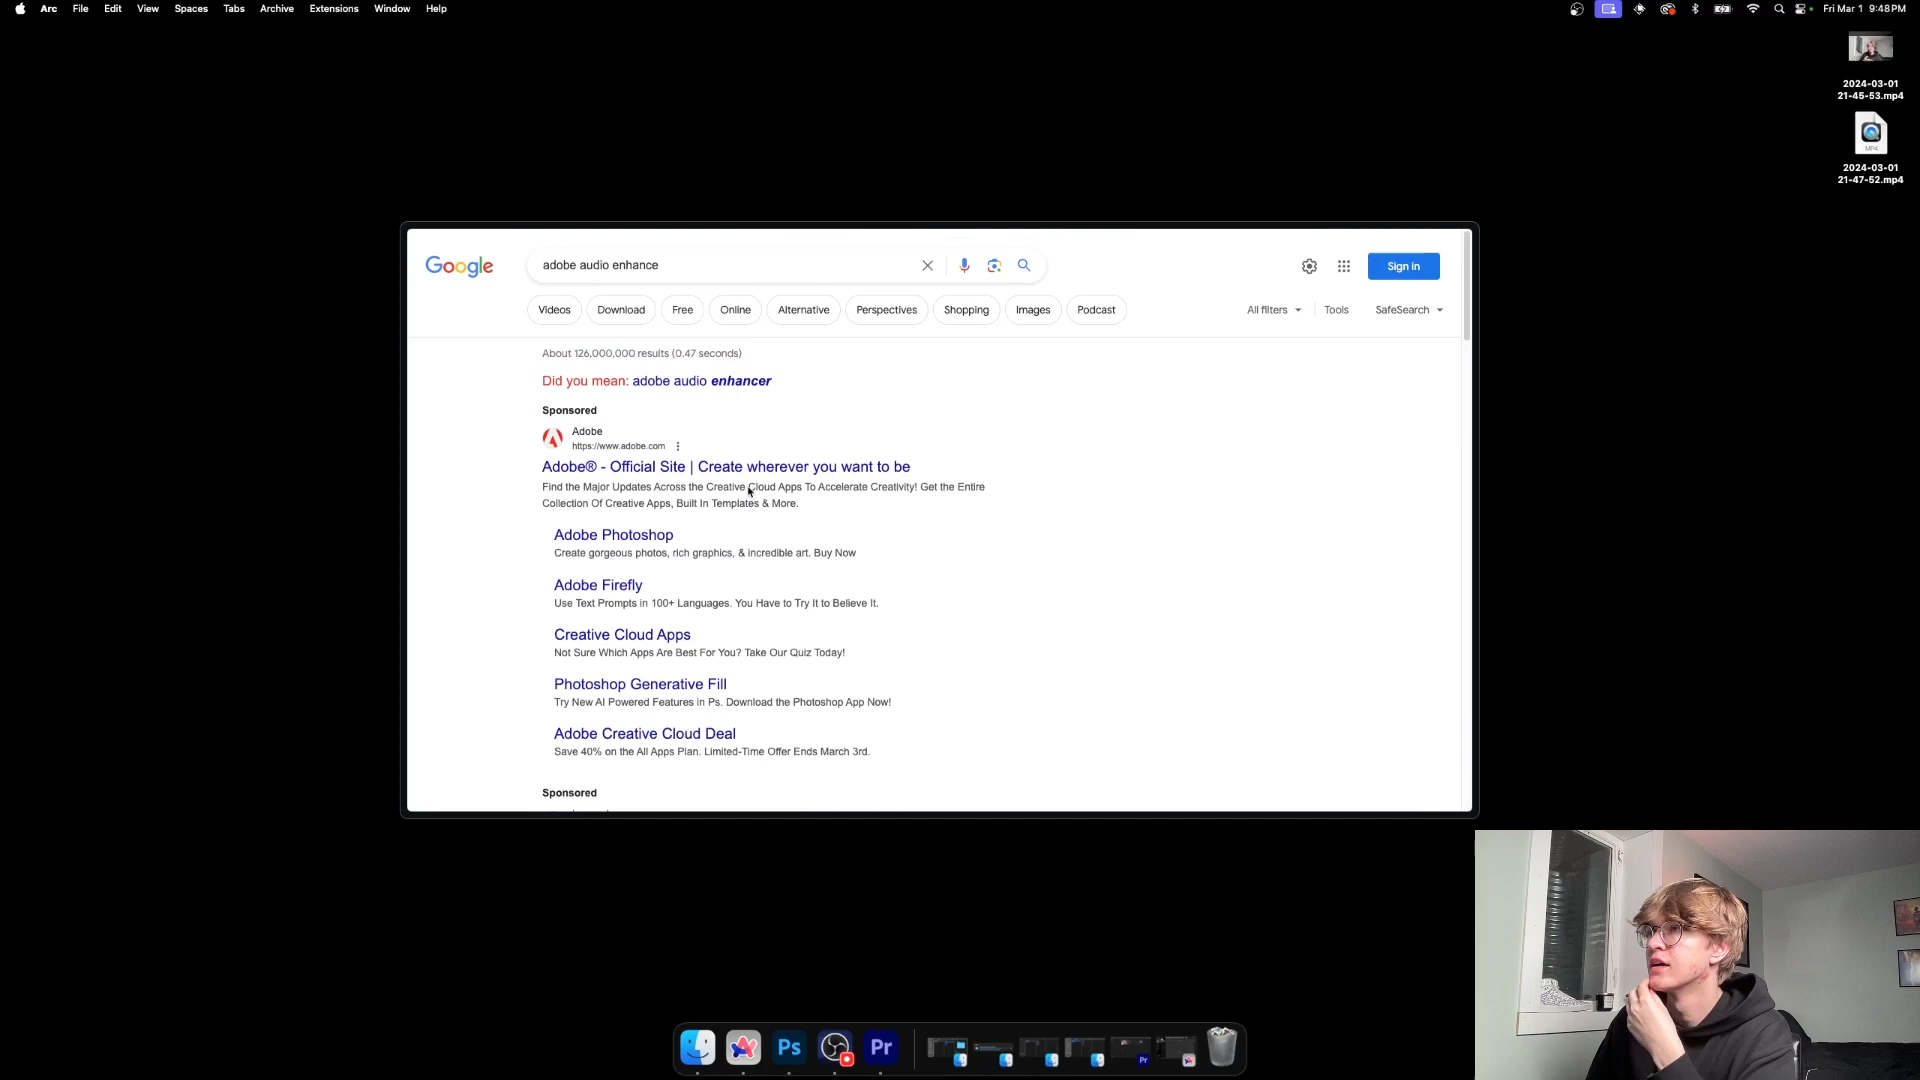 Arc File Edit View Spaces Tabs Archive Extensions Window Help
Fri Mar 1 9:48 PM
2024-03-01
21-45-53.mp4
MP4
2024-03-01
21-47-52.mp4
Google
adobe audio enhance
Sign in
Videos Download Free Online Alternative Perspectives Shopping Images Podcast
All filters Tools SafeSearch
About 126,000,000 results (0.47 seconds)
Did you mean: adobe audio enhancer
Sponsored
Adobe
https://www.adobe.com
Adobe® - Official Site | Create wherever you want to be
Find the Major Updates Across the Creative Cloud Apps To Accelerate Creativity! Get the Entire
Collection Of Creative Apps, Built In Templates & More.
Adobe Photoshop
Create gorgeous photos, rich graphics, & incredible art. Buy Now
Adobe Firefly
Use Text Prompts in 100+ Languages. You Have to Try It to Believe It.
Creative Cloud Apps
Not Sure Which Apps Are Best For You? Take Our Quiz Today!
Photoshop Generative Fill
Try New AI Powered Features in Ps. Download the Photoshop App Now!
Adobe Creative Cloud Deal
Save 40% on the All Apps Plan. Limited-Time Offer Ends March 3rd.
Sponsored
Ps Pr
Pr